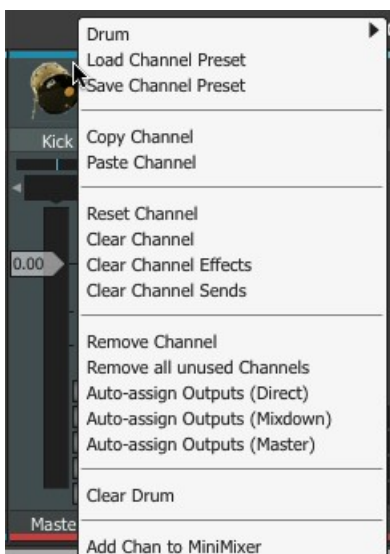 Drum
Load Channel Preset
Save Channel Preset
Kick
Copy Channel
Paste Channel
Reset Channel
Clear Channel
0.00
Clear Channel Effects
Clear Channel Sends
Remove Channel
Remove all unused Channels
Auto-assign Outputs (Direct)
Auto-assign Outputs (Mixdown)
Auto-assign Outputs (Master)
Clear Drum
Maste
Add Chan to MiniMixer